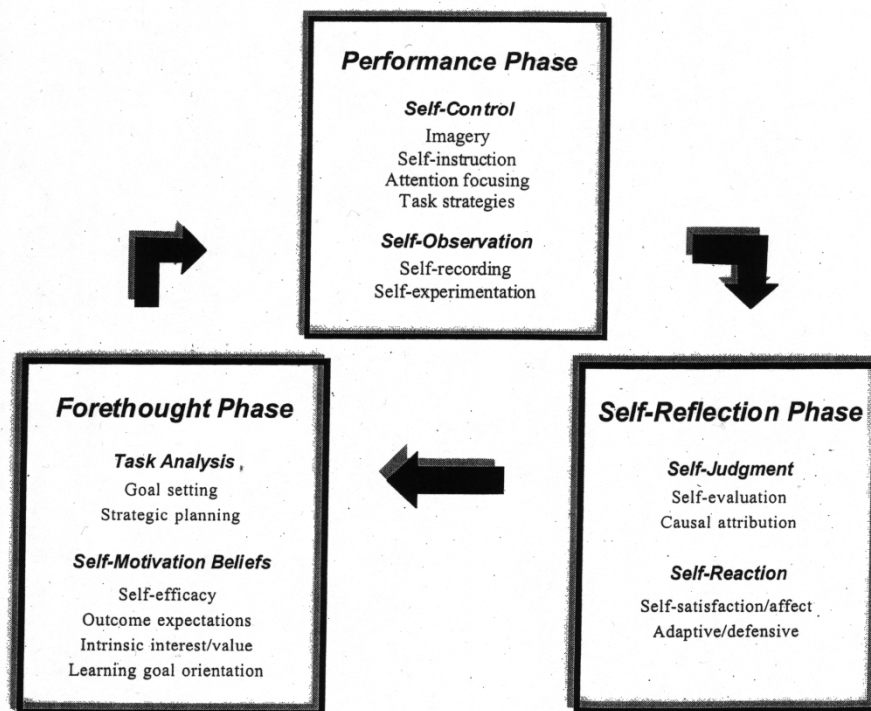 Performance Phase
Self-Control
Imagery
Self-instruction
Attention focusing
Task strategies
Self-Observation
Self-recording
Self-experimentation
Forethought Phase
Task Analysis
Goal setting
Strategic planning
Self-Motivation Beliefs
Self-efficacy
Outcome expectations
Intrinsic interest/value
Learning goal orientation
Self-Reflection Phase
Self-Judgment
Self-evaluation
Causal attribution
Self-Reaction
Self-satisfaction/affect
Adaptive/defensive